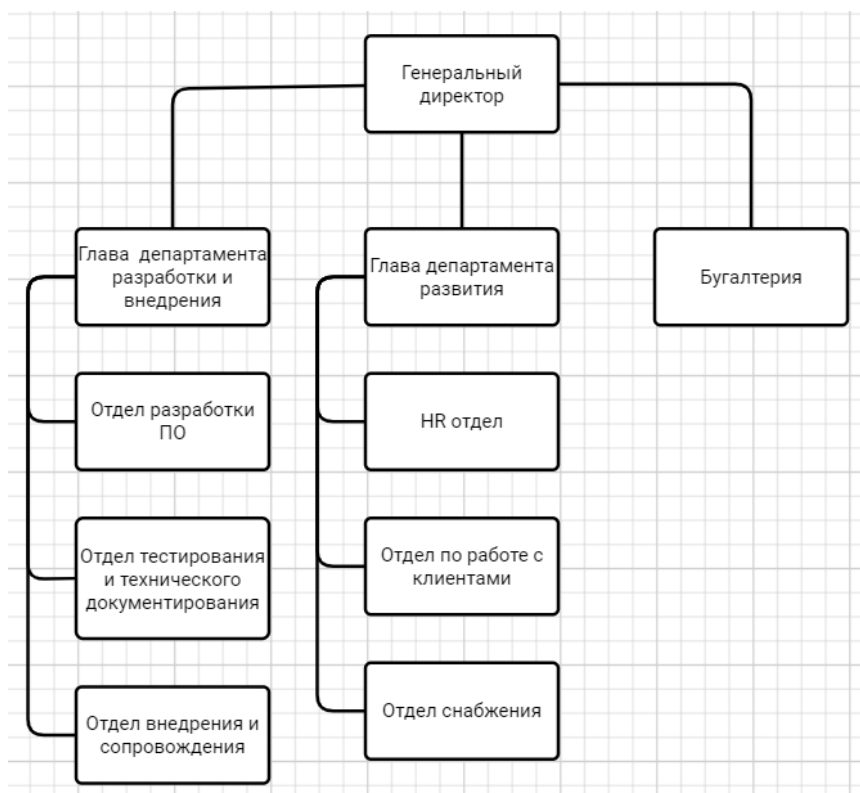 Генеральный
директор
Глава  департамента
разработки и
внедрения
Глава департамента
развития
Бугалтерия
Отдел разработки
ПО
HR отдел
Отдел тестирования
и технического
документирования
Отдел по работе с
клиентами
Отдел внедрения и
сопровождения
Отдел снабжения